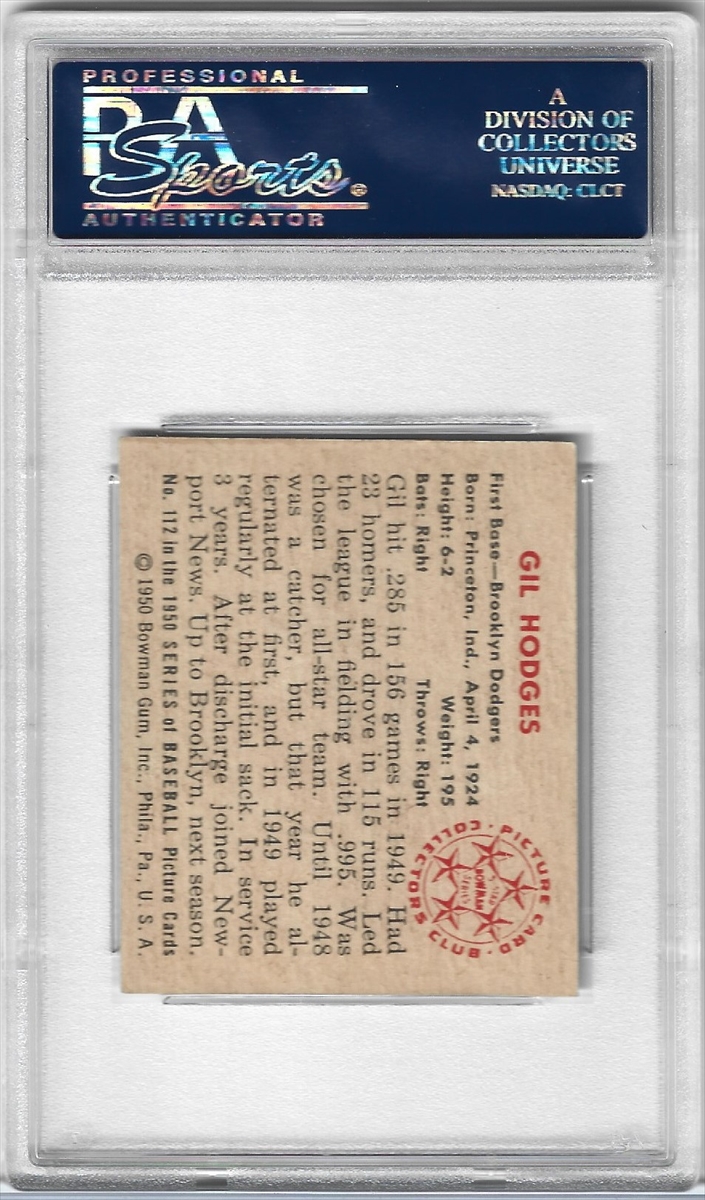 PROFESSIONAL
PSA
Sports®
AUTHENTICATOR
A
DIVISION OF
COLLECTORS
UNIVERSE
NASDAQ: CLCT
GIL HODGES
First Base—Brooklyn Dodgers
Born: Princeton, Ind., April 4, 1924
Height: 6-2 Weight: 195
Bats: Right Throws: Right
Gil hit .285 in 156 games in 1949. Had
23 homers, and drove in 115 runs. Led
the league in fielding with .995. Was
chosen for all-star team. Until 1948
was a catcher, but that year he al-
ternated at first, and in 1949 played
regularly at the initial sack. In service
3 years. After discharge joined New-
port News. Up to Brooklyn, next season.
No. 112 in the 1950 SERIES of BASEBALL Picture Cards
© 1950 Bowman Gum, Inc., Phila., Pa., U. S. A.
· PICTURE CARD ·
COLLECTORS CLUB
5-STAR
BOWMAN